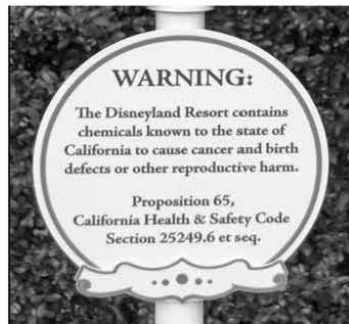 WARNING:
The Disneyland Resort contains
chemicals known to the state of
California to cause cancer and birth
defects or other reproductive harm.
Proposition 65,
California Health & Safety Code
Section 25249.6 et seq.